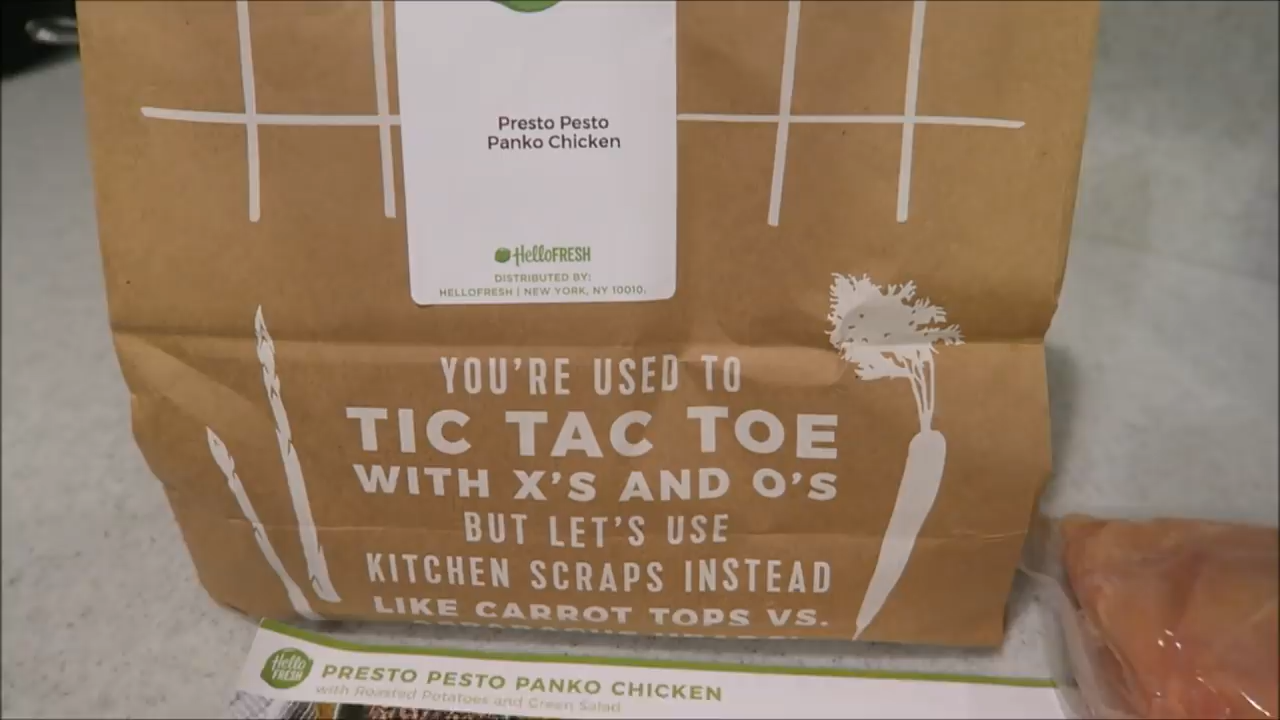 Presto Pesto
Panko Chicken
HelloFRESH
DISTRIBUTED BY:
HELLOFRESH | NEW YORK, NY 10010.
YOU'RE USED TO
TIC TAC TOE
WITH X'S AND O'S
BUT LET'S USE
KITCHEN SCRAPS INSTEAD
LIKE CARROT TOPS VS.
Hello
FRESH
PRESTO PESTO PANKO CHICKEN
with Roasted Potatoes and Green Salad